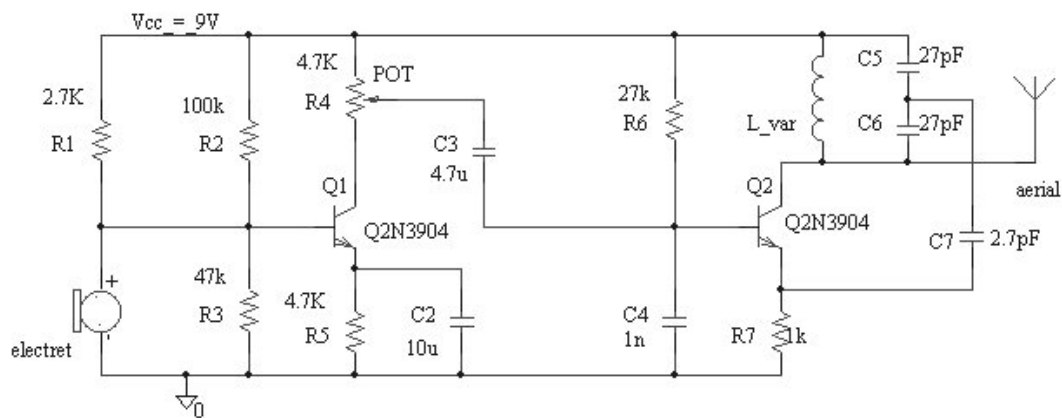 Vcc_=_9V
2.7K
R1
100k
R2
4.7K
POT
R4
C3
4.7u
27k
R6
L_var
C5
27pF
C6
27pF
aerial
Q1
Q2N3904
Q2
Q2N3904
C7
2.7pF
electret
+
-
47k
R3
4.7K
R5
C2
10u
C4
1n
R7
1k
0